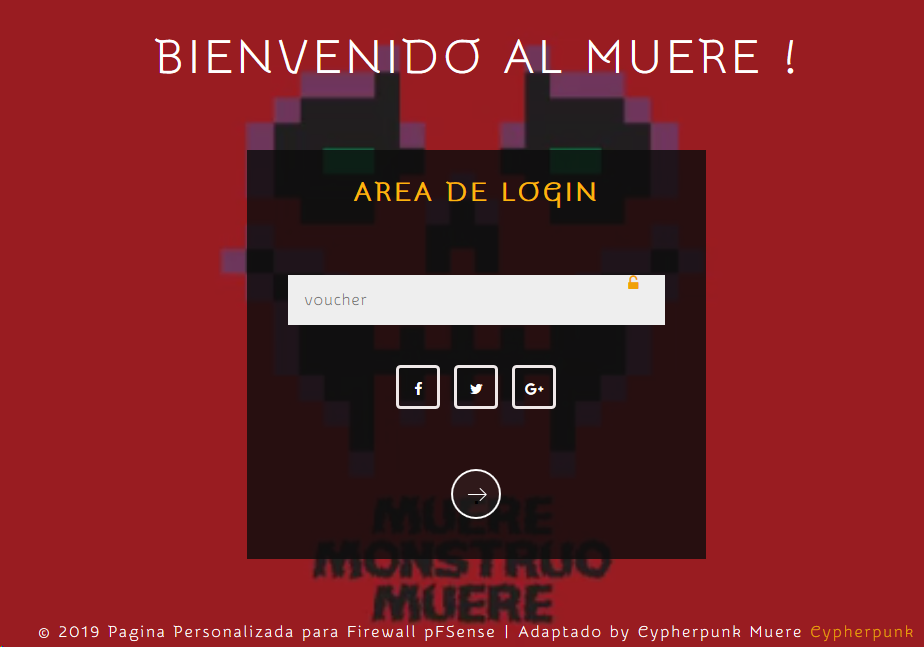 BIENVENIDO AL MUERE !
AREA DE LOGIN
voucher
f
G+
MUERE
MONSTRUO
MUERE
© 2019 Pagina Personalizada para Firewall pFSense | Adaptado by Cypherpunk Muere Cypherpunk